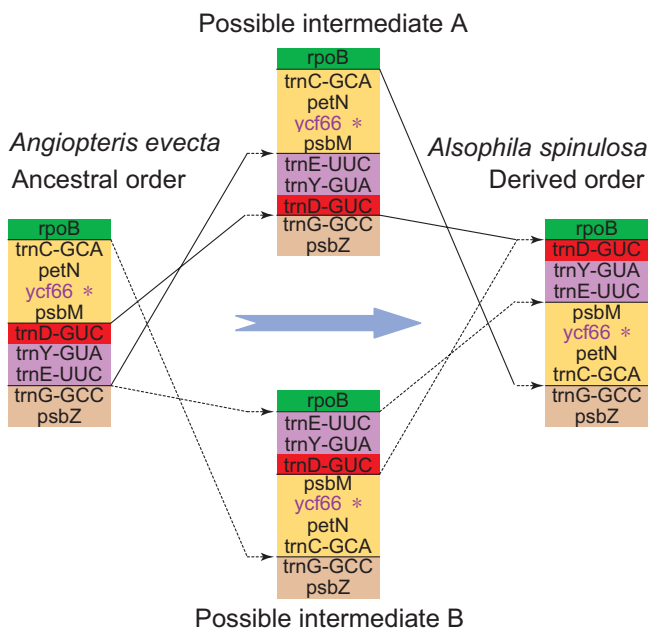 Possible intermediate A
rpoB
trnC-GCA
petN
ycf66 *
psbM
trnE-UUC
trnY-GUA
trnD-GUC
trnG-GCC
psbZ
Angiopteris evecta
Ancestral order
rpoB
trnC-GCA
petN
ycf66 *
psbM
trnD-GUC
trnY-GUA
trnE-UUC
trnG-GCC
psbZ
Alsophila spinulosa
Derived order
rpoB
trnD-GUC
trnY-GUA
trnE-UUC
psbM
ycf66 *
petN
trnC-GCA
trnG-GCC
psbZ
rpoB
trnE-UUC
trnY-GUA
trnD-GUC
psbM
ycf66 *
petN
trnC-GCA
trnG-GCC
psbZ
Possible intermediate B